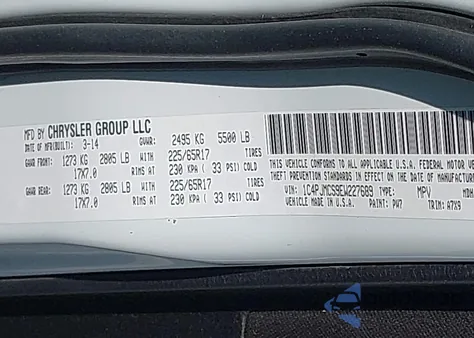 MFD BY CHRYSLER GROUP LLC
DATE OF MFR(BUILT): 3-14 GVWR: 2495 KG 5500 LB
GAWR FRONT: 1273 KG 2805 LB WITH 225/65R17 TIRES
17X7.0 RIMS AT 230 KPA ( 33 PSI) COLD
GAWR REAR: 1273 KG 2805 LB WITH 225/65R17 TIRES
17X7.0 RIMS AT 230 KPA ( 33 PSI) COLD
THIS VEHICLE CONFORMS TO ALL APPLICABLE U.S.A. FEDERAL MOTOR
THEFT PREVENTION STANDARDS IN EFFECT ON THE DATE OF MANUFACTUR
VIN: 1C4PJMCS9EW227689 TYPE: MPV MDH
VEHICLE MADE IN U.S.A. PAINT: PW7 TRIM: A7X9